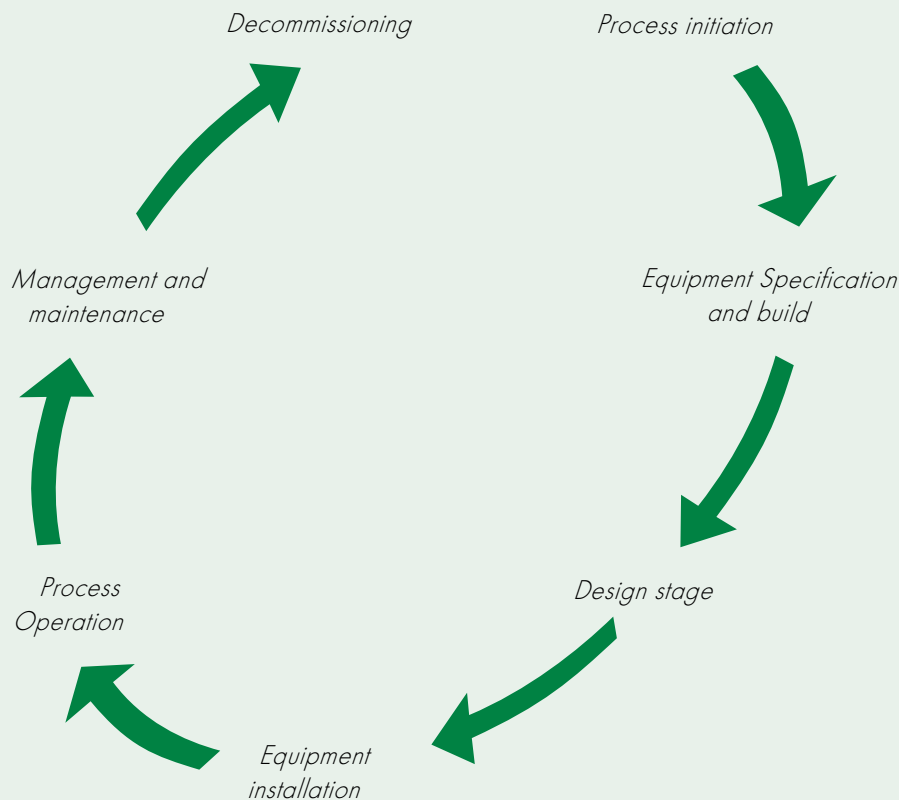 Decommissioning
Process initiation
Equipment Specification
and build
Design stage
Equipment
installation
Process
Operation
Management and
maintenance